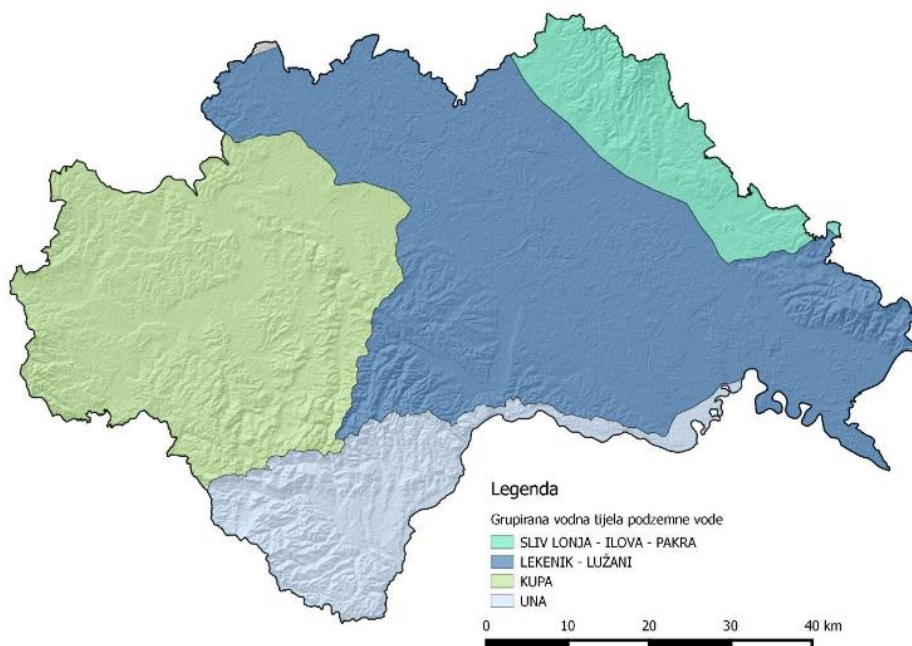 Legenda
Grupirana vodna tijela podzemne vode
SLIV LONJA - ILOVA - PAKRA
LEKENIK - LUŽANI
KUPA
UNA
0 10 20 30 40 km